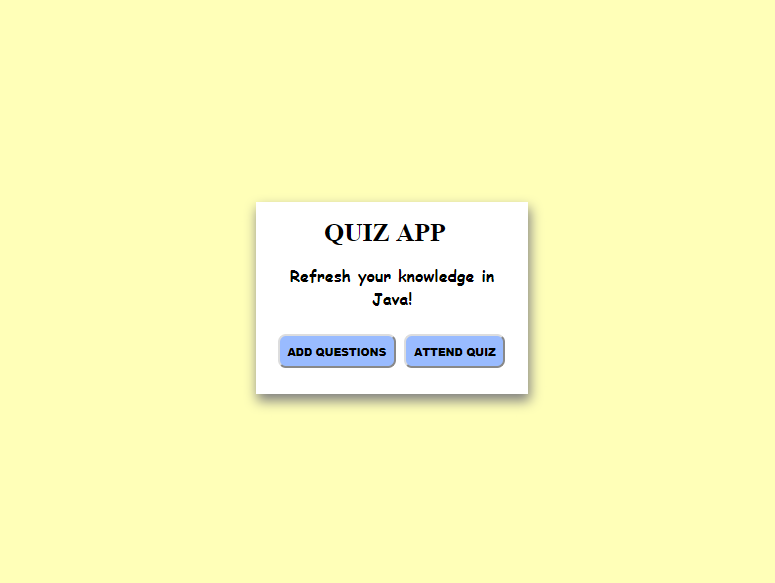 QUIZ APP
Refresh your knowledge in
Java!
ADD QUESTIONS
ATTEND QUIZ